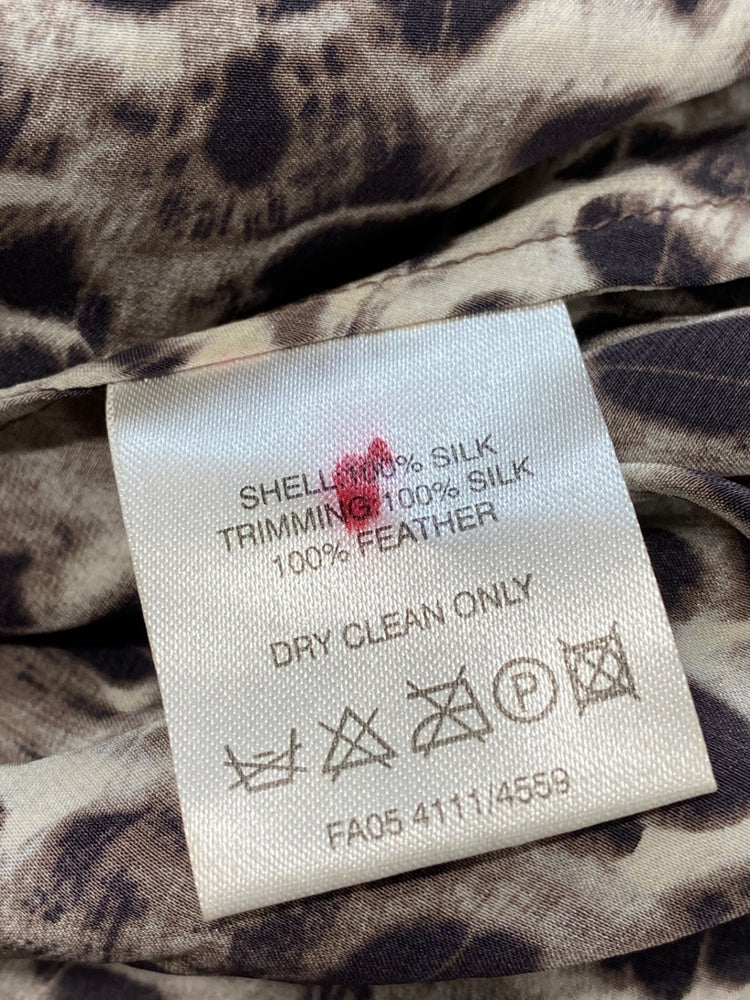 SHELL:100% SILK
TRIMMING:100% SILK
100% FEATHER
DRY CLEAN ONLY
P
FA05 4111/4559